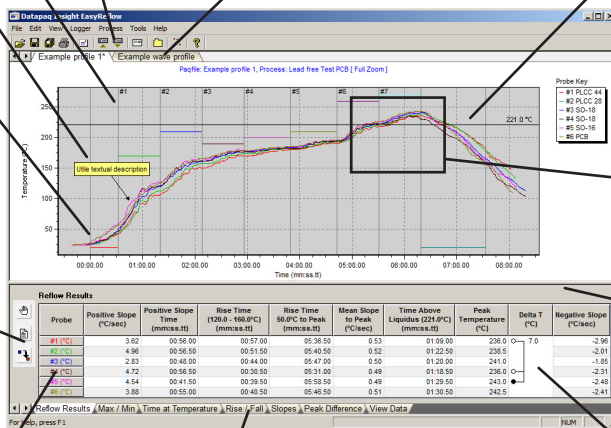 Datapaq Insight EasyReflow
File Edit View Logger Process Tools Help
Example profile 1* Example wave profile
Paqfile: Example profile 1, Process: Lead free Test PCB [ Full Zoom ]
#1 #2 #3 #4 #5 #6 #7
Probe Key
#1 PLCC 44
#2 PLCC 28
#3 SO-18
#4 SO-18
#5 SO-16
#6 PCB
221.0 °C
Utile textual description
250
200
150
100
50
00:00.00 01:00.00 02:00.00 03:00.00 04:00.00 05:00.00 06:00.00 07:00.00 08:00.00
Time (mm:ss.tt)
Reflow Results
Probe Positive Slope (°C/sec) Positive Slope Time (mm:ss.tt) Rise Time (120.0 - 160.0°C) (mm:ss.tt) Rise Time 50.0°C to Peak (mm:ss.tt) Mean Slope to Peak (°C/sec) Time Above Liquidus (221.0°C) (mm:ss.tt) Peak Temperature (°C) Delta T (°C) Negative Slope (°C/sec)
#1 (°C) 3.62 00:56.00 00:57.00 05:36.50 0.53 01:09.00 236.0 7.0 -2.96
#2 (°C) 4.96 00:56.50 00:51.50 05:40.50 0.52 01:22.50 238.5 -2.01
#3 (°C) 2.83 00:48.00 00:44.00 05:47.00 0.50 01:20.00 241.0 -1.85
#4 (°C) 4.72 00:56.50 00:30.50 05:31.00 0.49 01:18.50 236.0 -2.31
#5 (°C) 4.54 00:41.50 00:39.50 05:58.50 0.49 01:29.50 243.0 -2.48
#6 (°C) 3.88 00:55.00 00:40.50 05:46.50 0.51 01:30.50 242.5 -2.41
Reflow Results Max / Min Time at Temperature Rise / Fall Slopes Peak Difference View Data
For Help, press F1
NUM